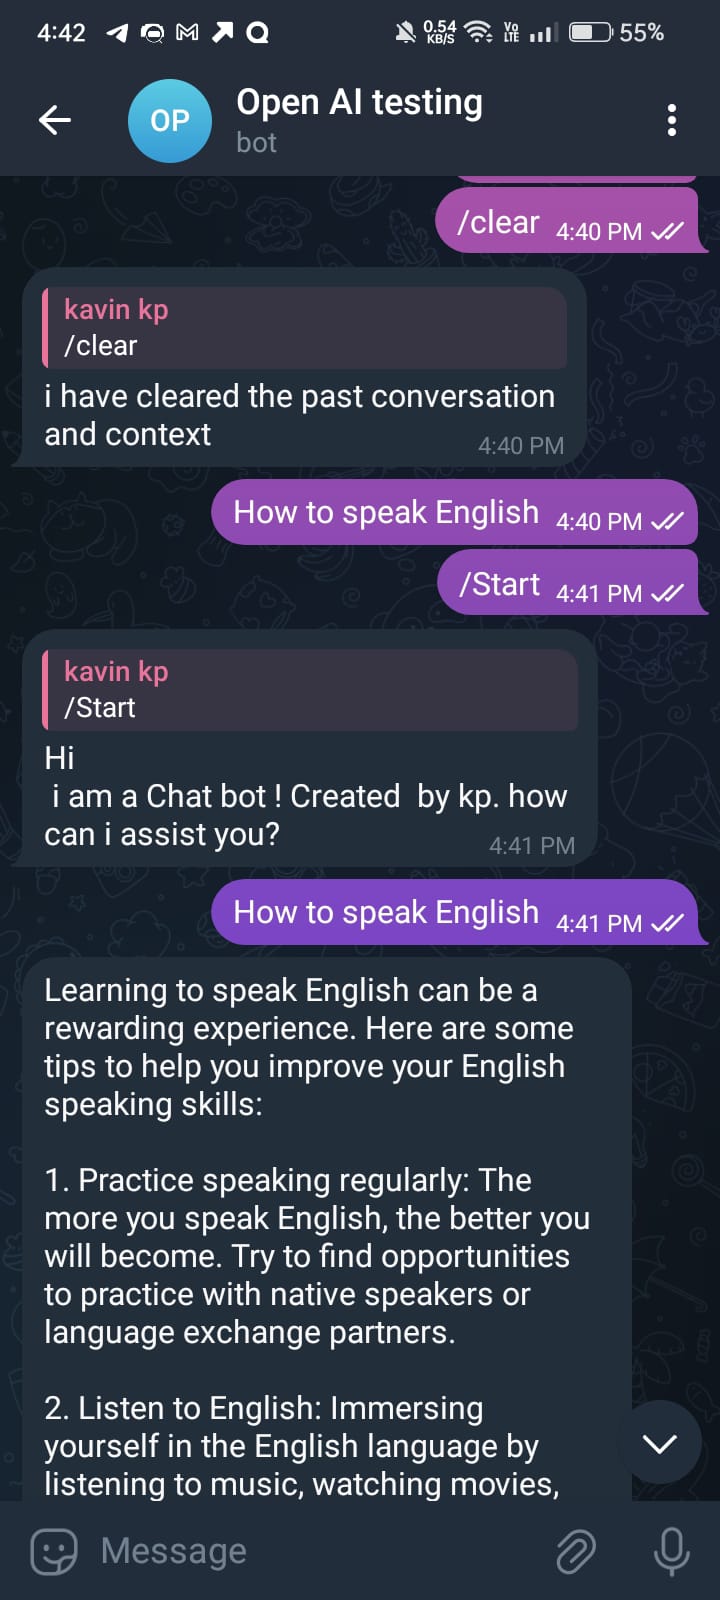 4:42
0.54
KB/S
Vo
LTE
55%
OP
Open AI testing
bot
/clear 4:40 PM
kavin kp
/clear
i have cleared the past conversation
and context
4:40 PM
How to speak English 4:40 PM
/Start 4:41 PM
kavin kp
/Start
Hi
i am a Chat bot ! Created  by kp. how
can i assist you?
4:41 PM
How to speak English 4:41 PM
Learning to speak English can be a
rewarding experience. Here are some
tips to help you improve your English
speaking skills:
1. Practice speaking regularly: The
more you speak English, the better you
will become. Try to find opportunities
to practice with native speakers or
language exchange partners.
2. Listen to English: Immersing
yourself in the English language by
listening to music, watching movies,
Message